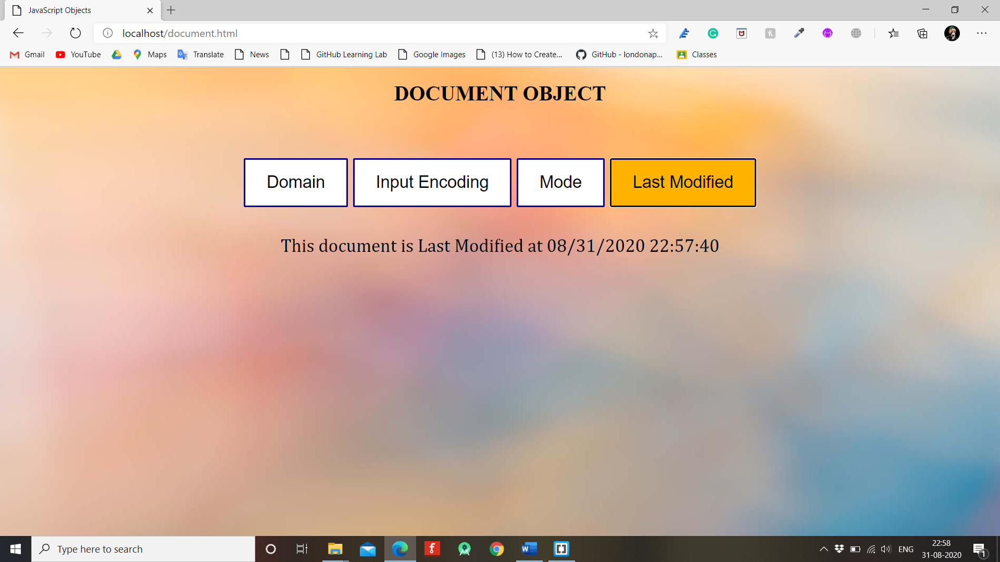 JavaScript Objects
localhost/document.html
Gmail YouTube Maps Translate News GitHub Learning Lab Google Images (13) How to Create... GitHub - londonap... Classes
DOCUMENT OBJECT
Domain Input Encoding Mode Last Modified
This document is Last Modified at 08/31/2020 22:57:40
Type here to search
ENG
22:58
31-08-2020
1